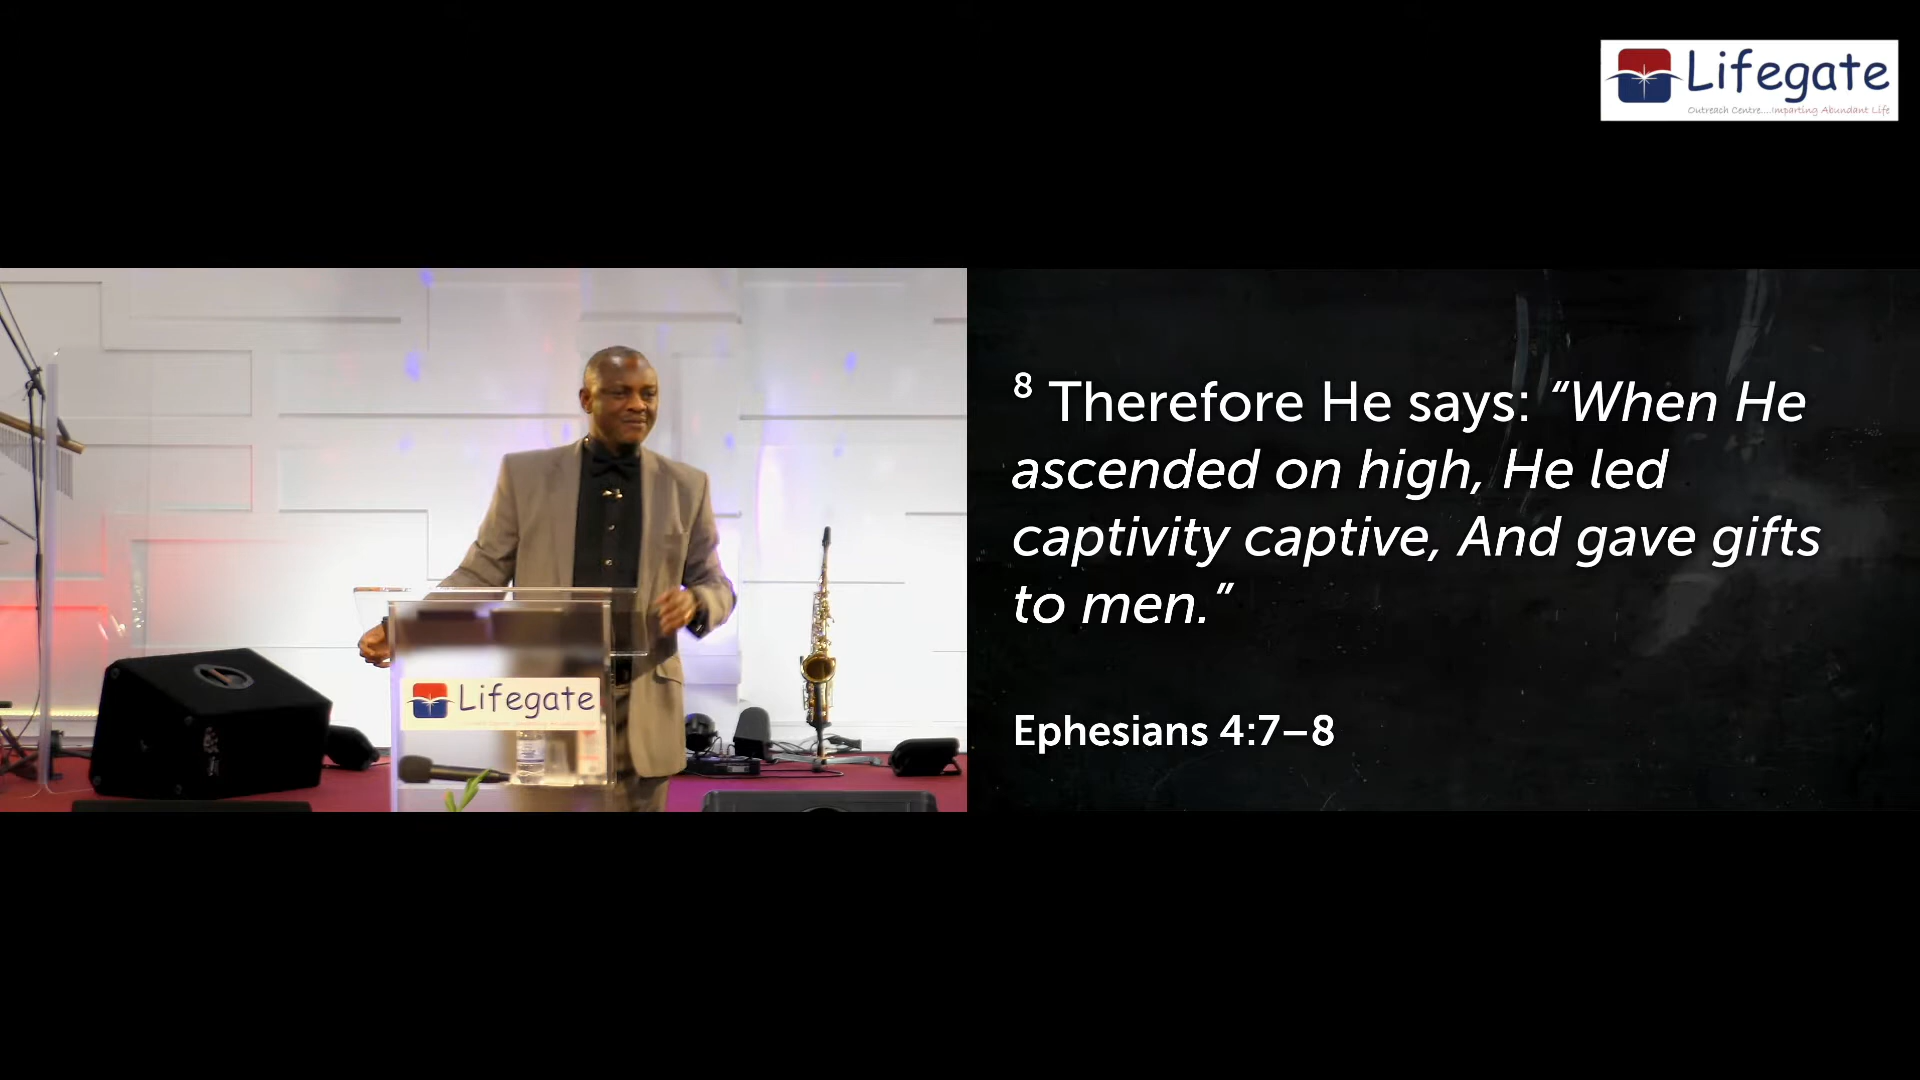 Lifegate
Outreach Centre....Imparting Abundant Life
8 Therefore He says: “When He
ascended on high, He led
captivity captive, And gave gifts
to men.”
Ephesians 4:7–8
Lifegate